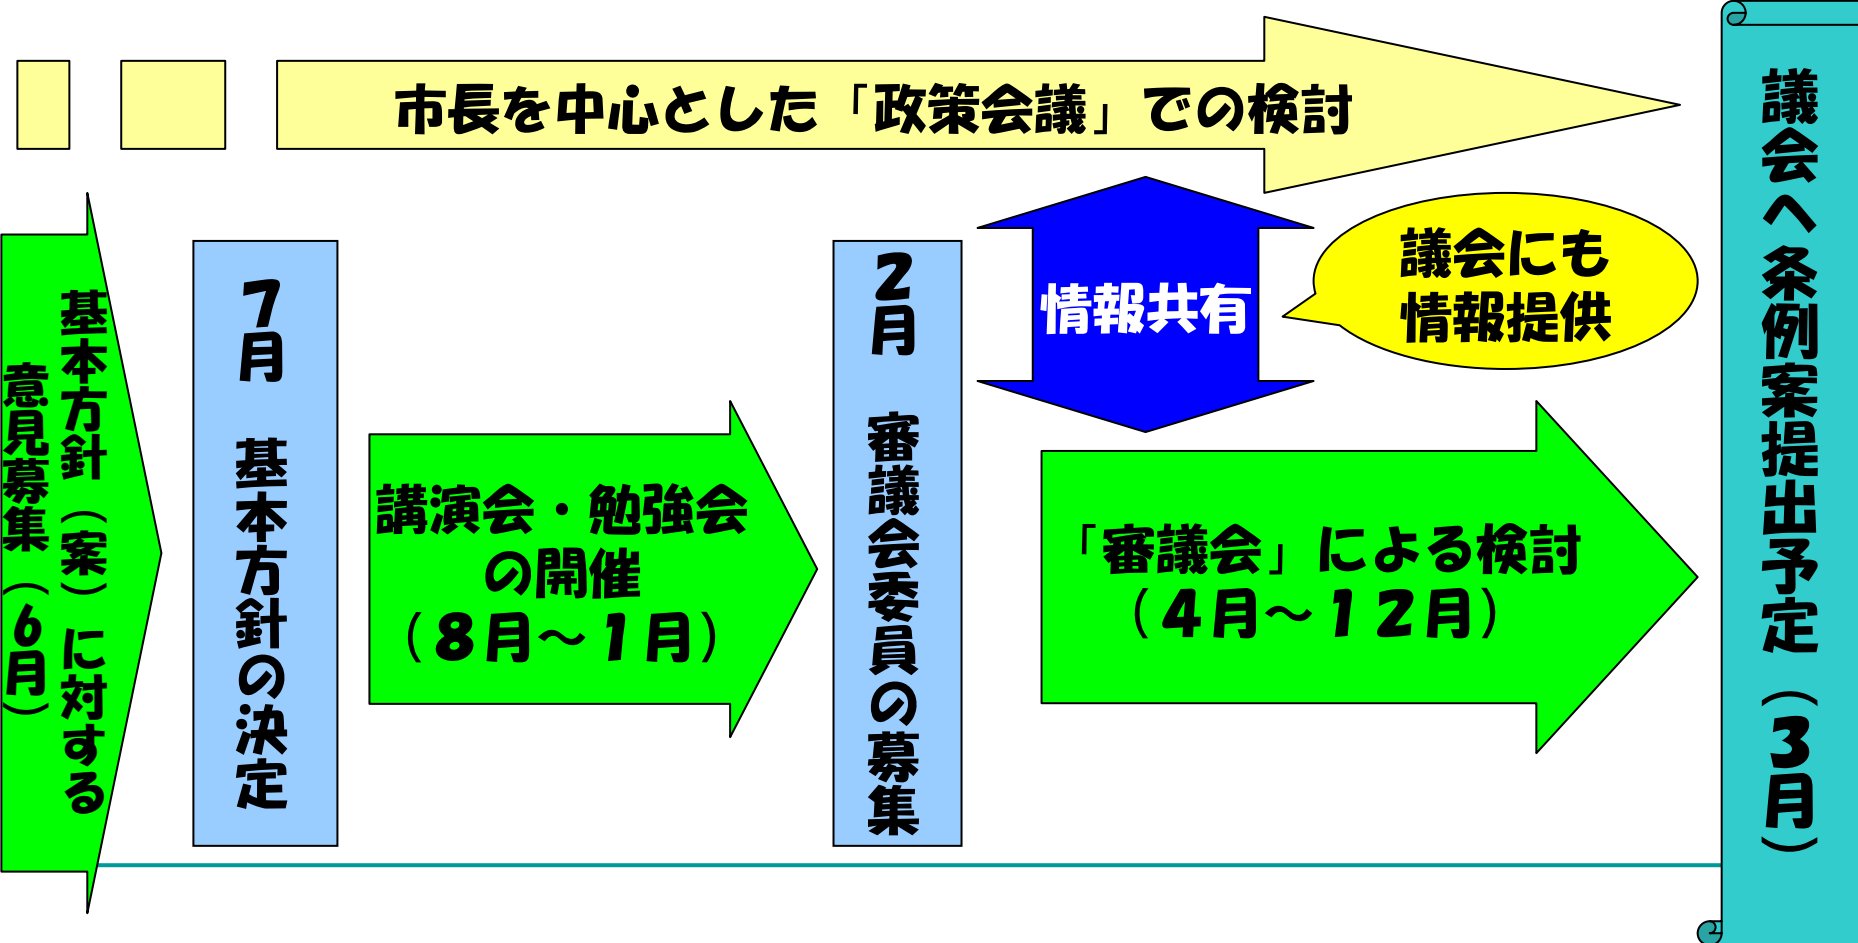 市長を中心とした「政策会議」での検討
基本方針（案）に対する
意見募集（6月）
7月　基本方針の決定
講演会・勉強会
の開催
（8月～1月）
2月　審議会委員の募集
情報共有
議会にも
情報提供
「審議会」による検討
（4月～12月）
議会へ条例案提出予定（3月）